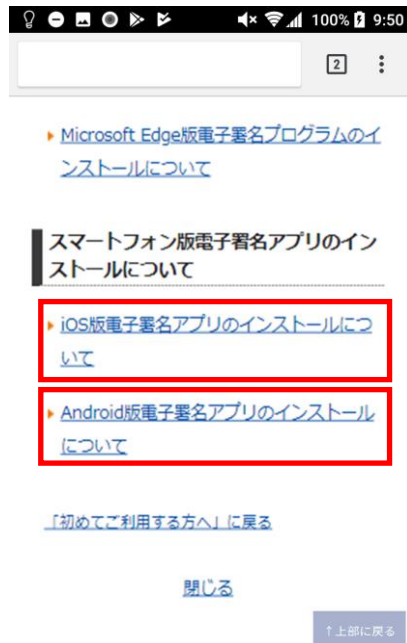 100% 9:50
2
Microsoft Edge版電子署名プログラムのイ
ンストールについて
スマートフォン版電子署名アプリのイン
ストールについて
iOS版電子署名アプリのインストールにつ
いて
Android版電子署名アプリのインストール
について
「初めてご利用する方へ」に戻る
閉じる
↑上部に戻る